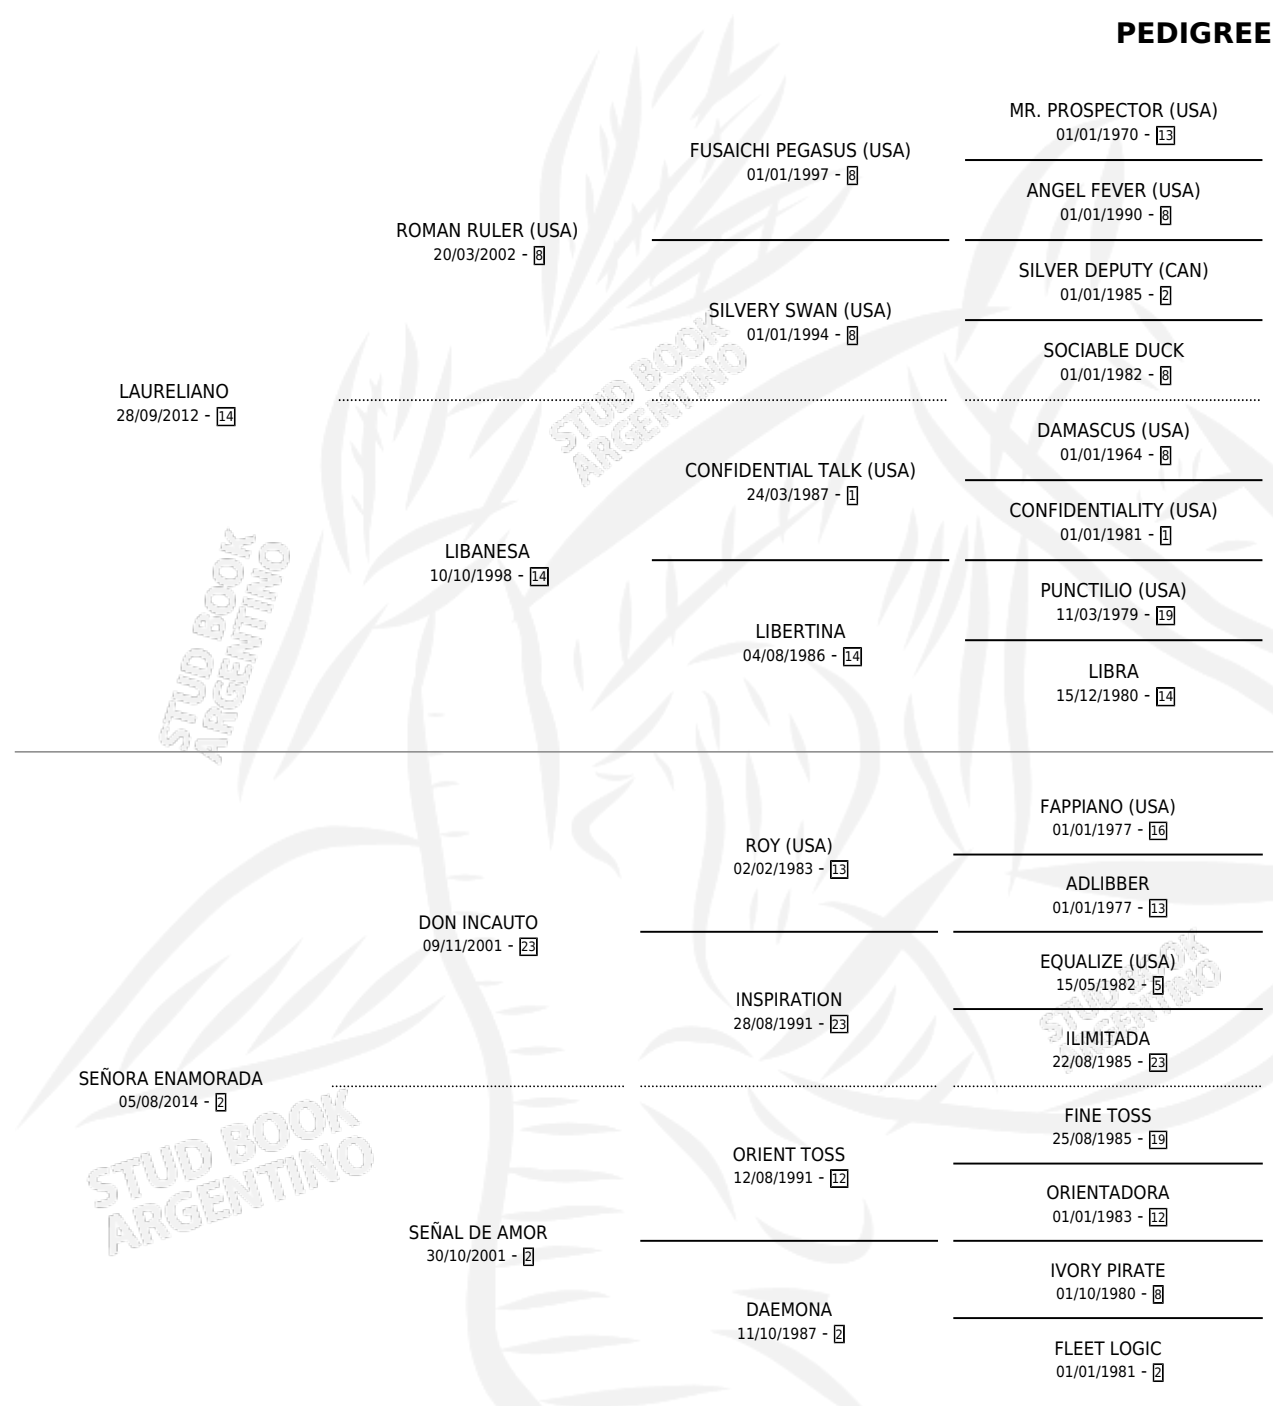 PEDIGREE
MR. PROSPECTOR (USA)
01/01/1970 - 13
FUSAICHI PEGASUS (USA)
01/01/1997 - 8
ANGEL FEVER (USA)
01/01/1990 - 8
ROMAN RULER (USA)
20/03/2002 - 8
SILVER DEPUTY (CAN)
01/01/1985 - 2
SILVERY SWAN (USA)
01/01/1994 - 8
SOCIABLE DUCK
01/01/1982 - 8
LAURELIANO
28/09/2012 - 14
DAMASCUS (USA)
01/01/1964 - 8
CONFIDENTIAL TALK (USA)
24/03/1987 - 1
CONFIDENTIALITY (USA)
01/01/1981 - 1
LIBANESA
10/10/1998 - 14
PUNCTILIO (USA)
11/03/1979 - 19
LIBERTINA
04/08/1986 - 14
LIBRA
15/12/1980 - 14
FAPPIANO (USA)
01/01/1977 - 16
ROY (USA)
02/02/1983 - 13
ADLIBBER
01/01/1977 - 13
DON INCAUTO
09/11/2001 - 23
EQUALIZE (USA)
15/05/1982 - 5
INSPIRATION
28/08/1991 - 23
ILIMITADA
22/08/1985 - 23
SEÑORA ENAMORADA
05/08/2014 - 2
FINE TOSS
25/08/1985 - 19
ORIENT TOSS
12/08/1991 - 12
ORIENTADORA
01/01/1983 - 12
SEÑAL DE AMOR
30/10/2001 - 2
IVORY PIRATE
01/10/1980 - 8
DAEMONA
11/10/1987 - 2
FLEET LOGIC
01/01/1981 - 2
STUD BOOK
ARGENTINO
STUD BOOK
ARGENTINO
STUD BOOK
ARGENTINO
STUD BOOK
ARGENTINO